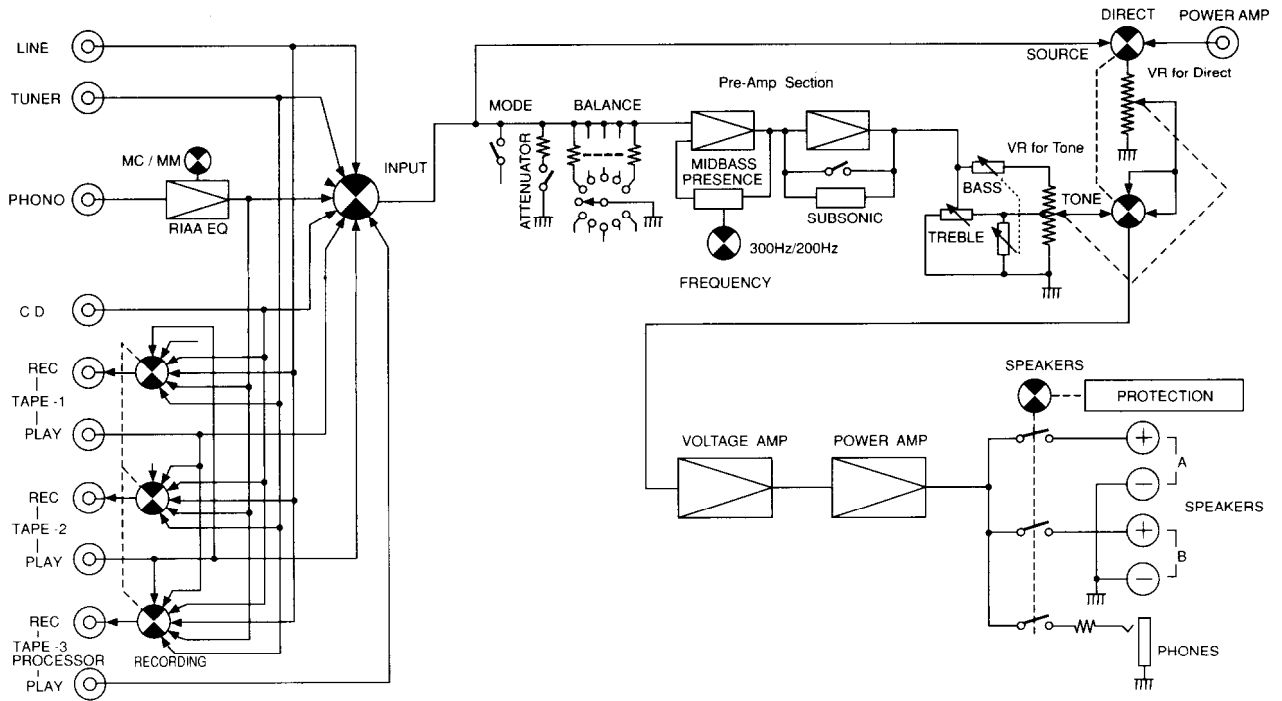 LINE
TUNER
MC / MM
PHONO
RIAA EQ
INPUT
CD
REC
TAPE -1
PLAY
REC
TAPE -2
PLAY
REC
TAPE -3
PROCESSOR
PLAY
RECORDING
MODE
ATTENUATOR
BALANCE
Pre-Amp Section
MIDBASS
PRESENCE
SUBSONIC
300Hz/200Hz
FREQUENCY
DIRECT
POWER AMP
SOURCE
VR for Direct
VR for Tone
BASS
TONE
TREBLE
SPEAKERS
PROTECTION
VOLTAGE AMP
POWER AMP
+
A
−
SPEAKERS
+
B
−
PHONES